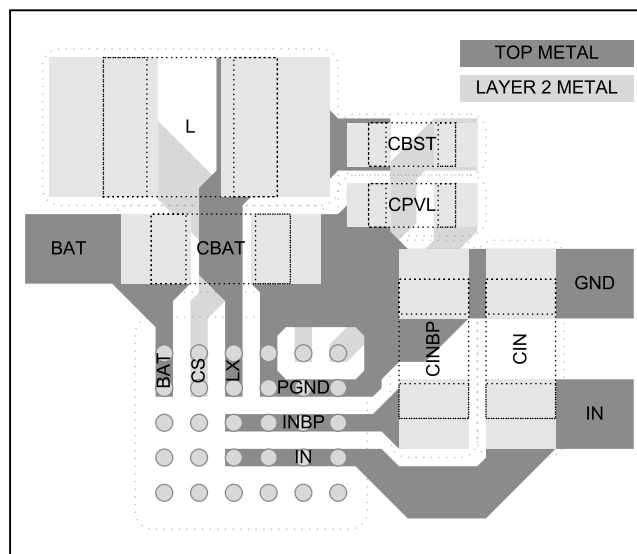 TOP METAL
LAYER 2 METAL
L
CBST
CPVL
BAT
CBAT
GND
CINBP
CIN
BAT
CS
LX
PGND
INBP
IN
IN